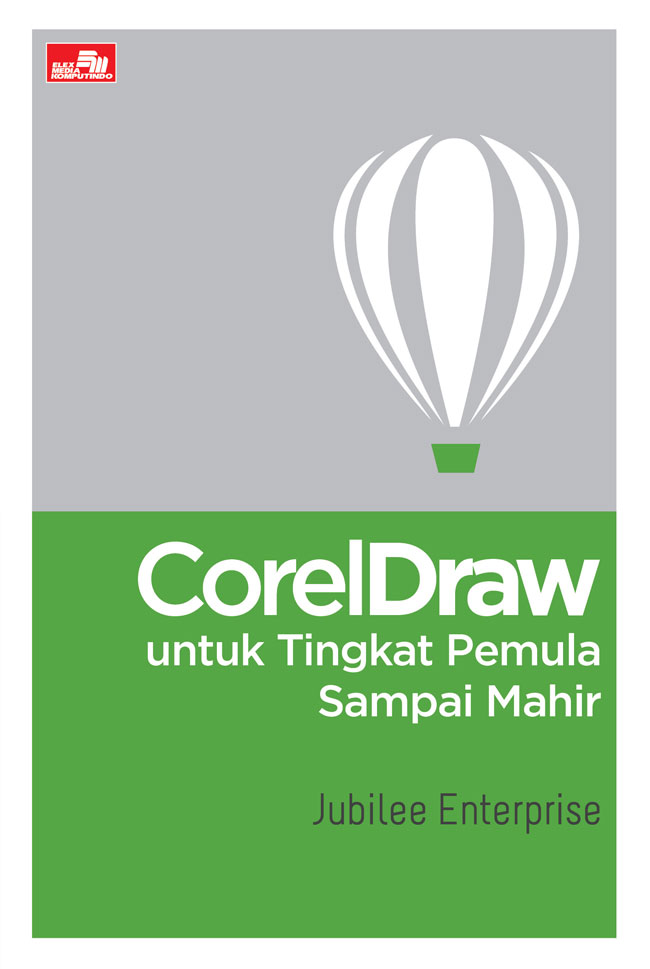 ELEX
MEDIA
KOMPUTINDO
CorelDraw
untuk Tingkat Pemula
Sampai Mahir
Jubilee Enterprise